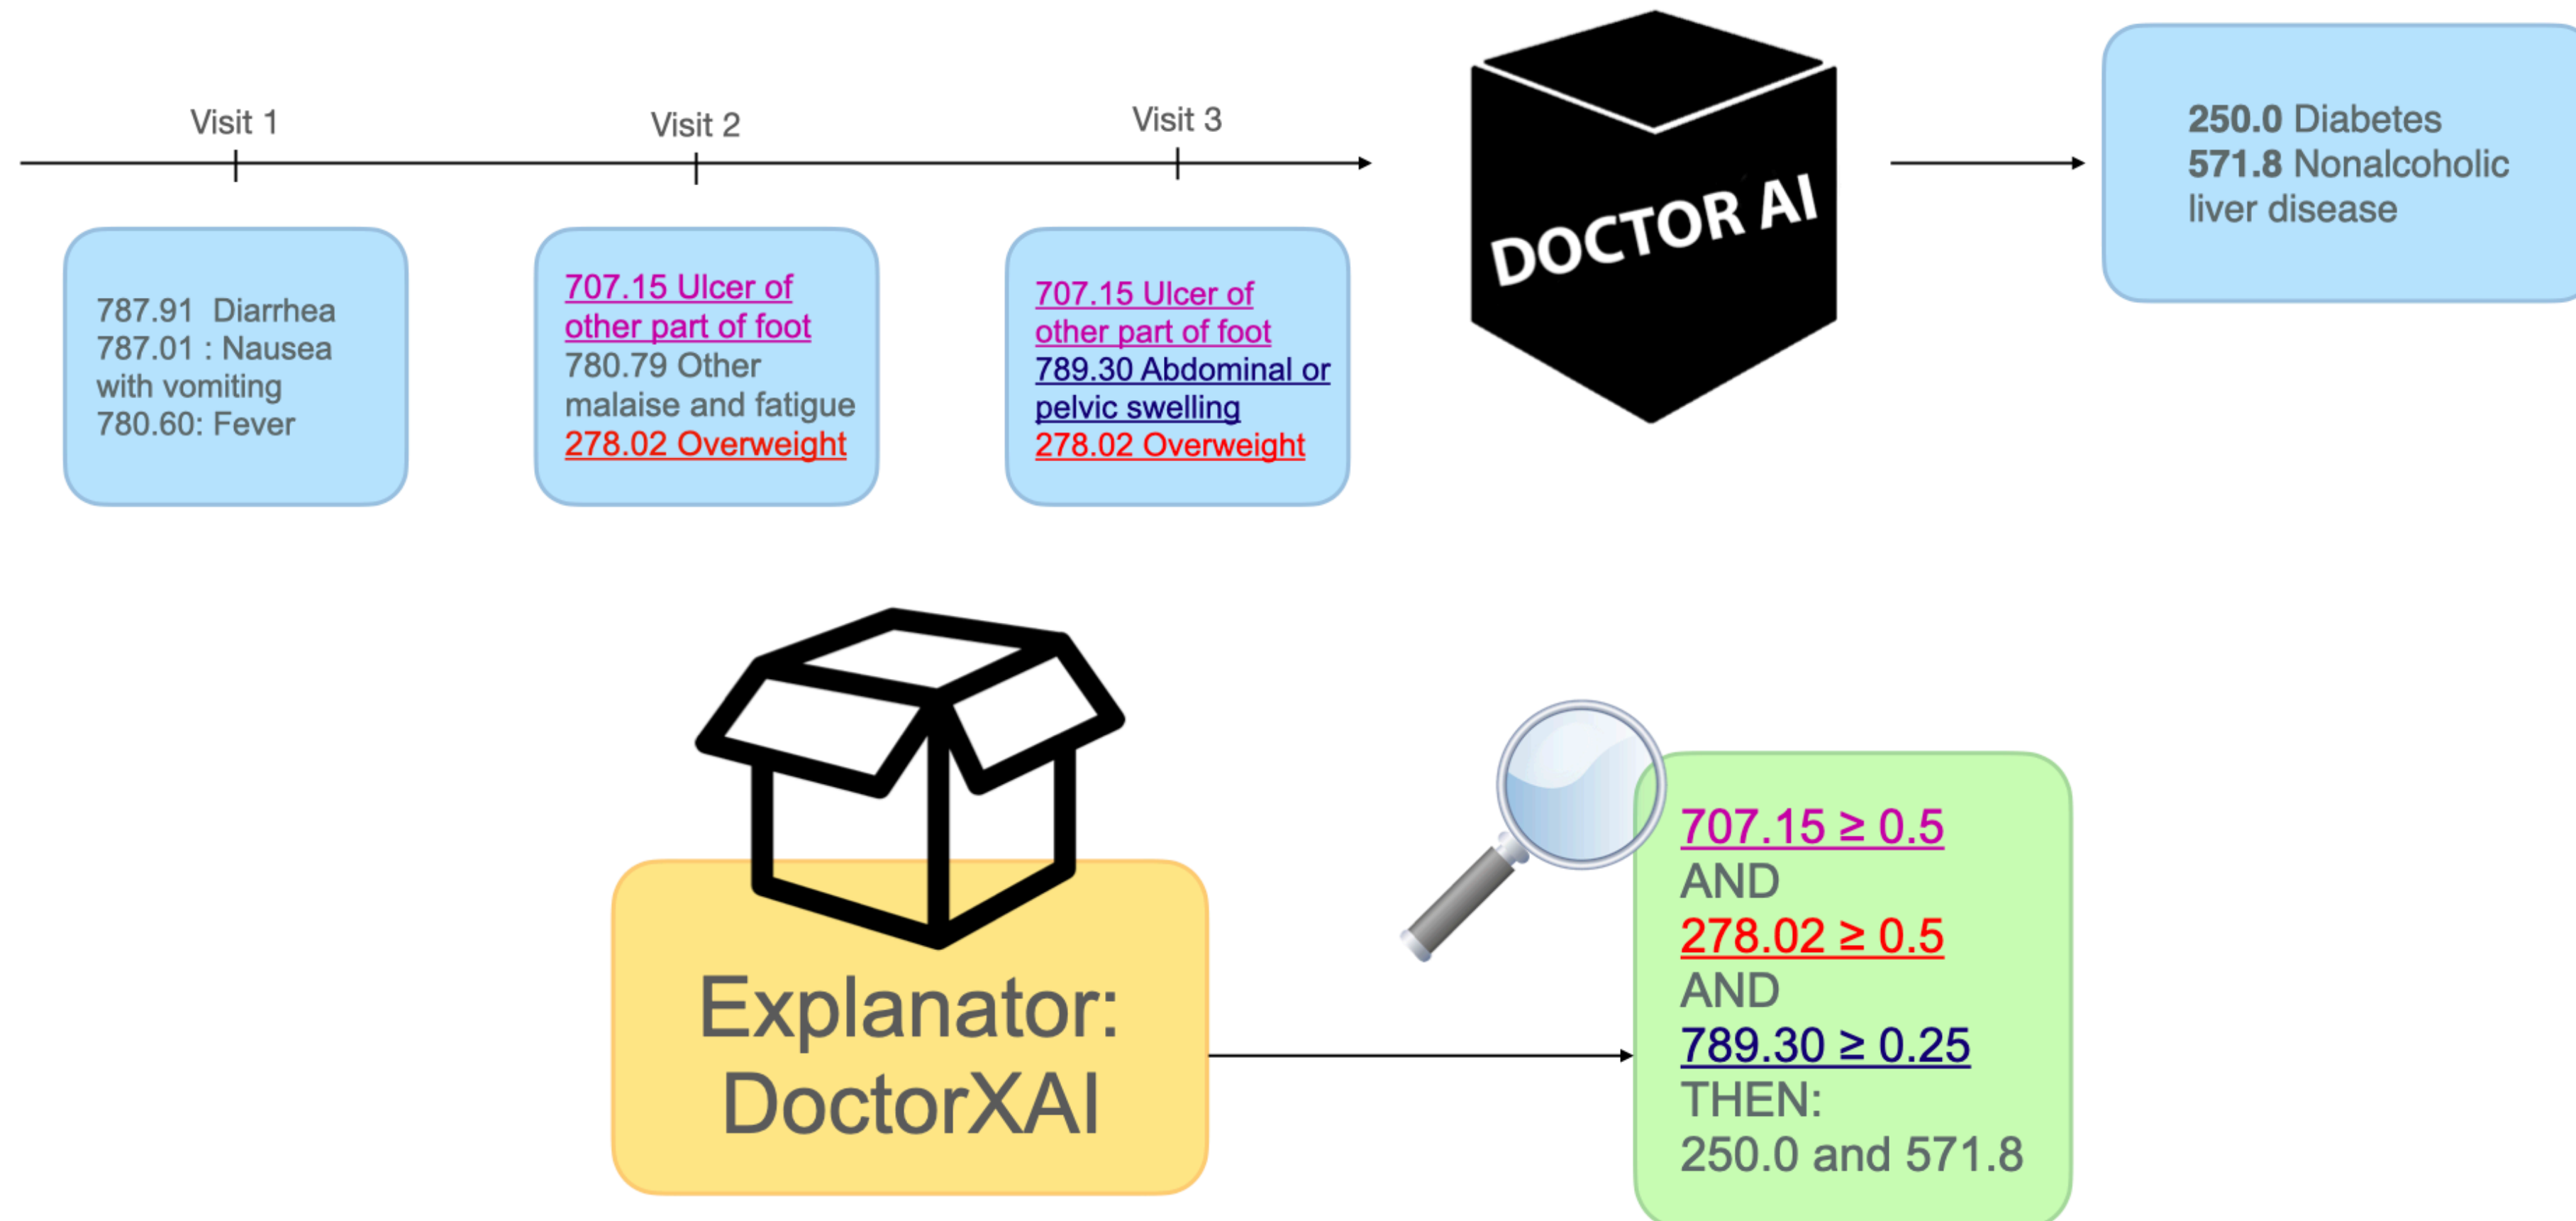 Visit 1
Visit 2
Visit 3
787.91  Diarrhea
787.01 : Nausea
with vomiting
780.60: Fever
707.15 Ulcer of
other part of foot
780.79 Other
malaise and fatigue
278.02 Overweight
707.15 Ulcer of
other part of foot
789.30 Abdominal or
pelvic swelling
278.02 Overweight
DOCTOR AI
250.0 Diabetes
571.8 Nonalcoholic
liver disease
Explanator:
DoctorXAI
707.15 ≥ 0.5
AND
278.02 ≥ 0.5
AND
789.30 ≥ 0.25
THEN:
250.0 and 571.8